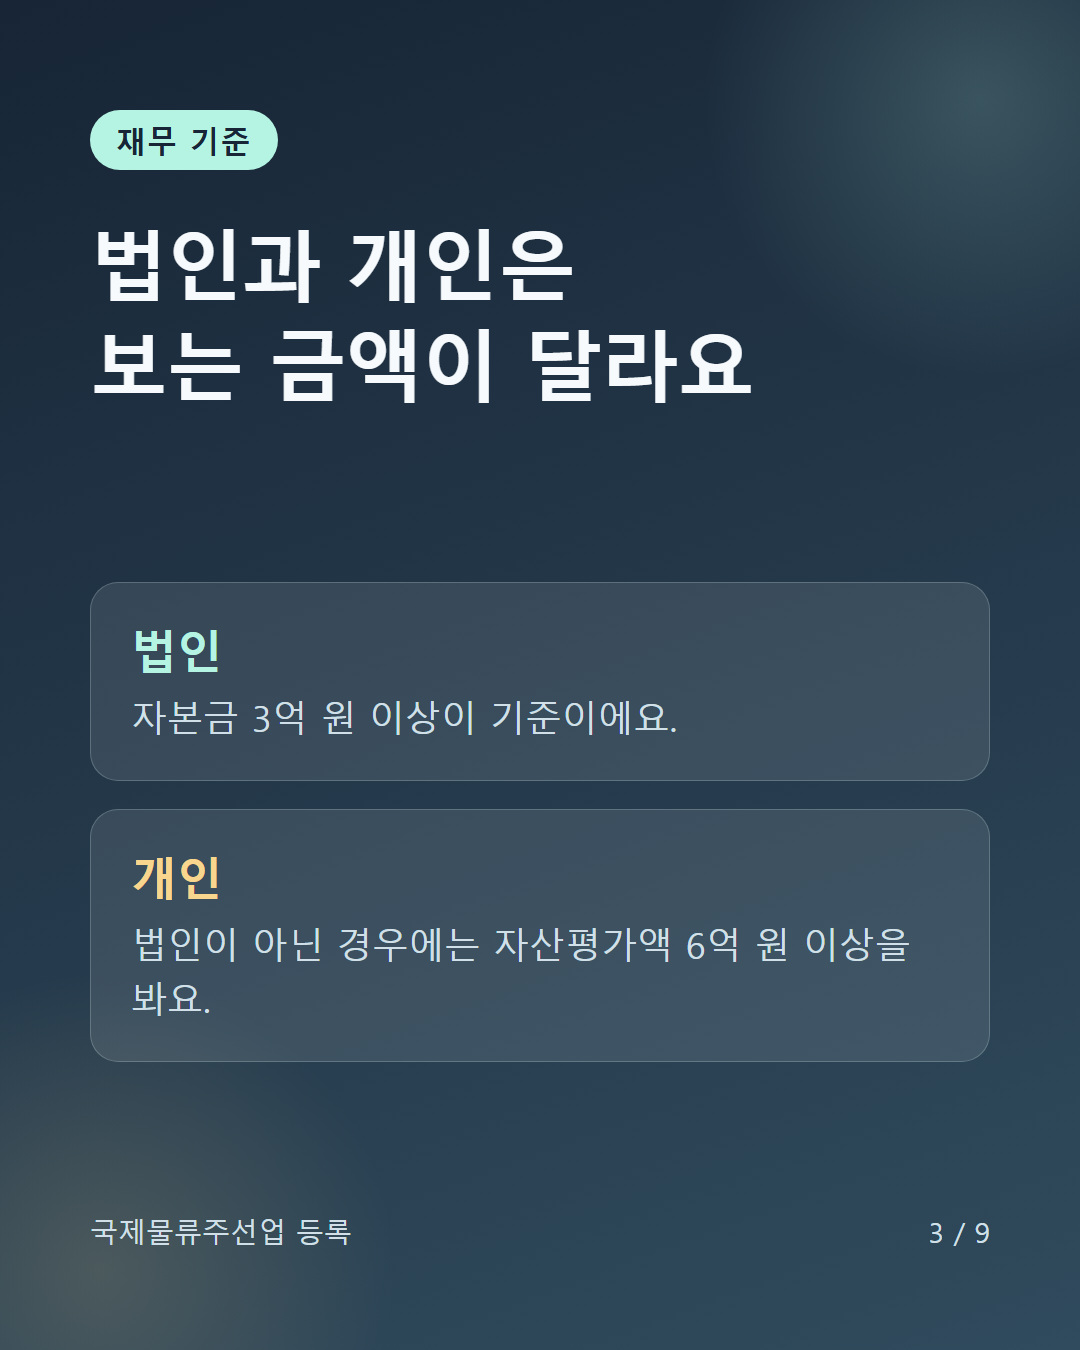 재무 기준
법인과 개인은
보는 금액이 달라요
법인
자본금 3억 원 이상이 기준이에요.
개인
법인이 아닌 경우에는 자산평가액 6억 원 이상을
봐요.
국제물류주선업 등록
3 / 9